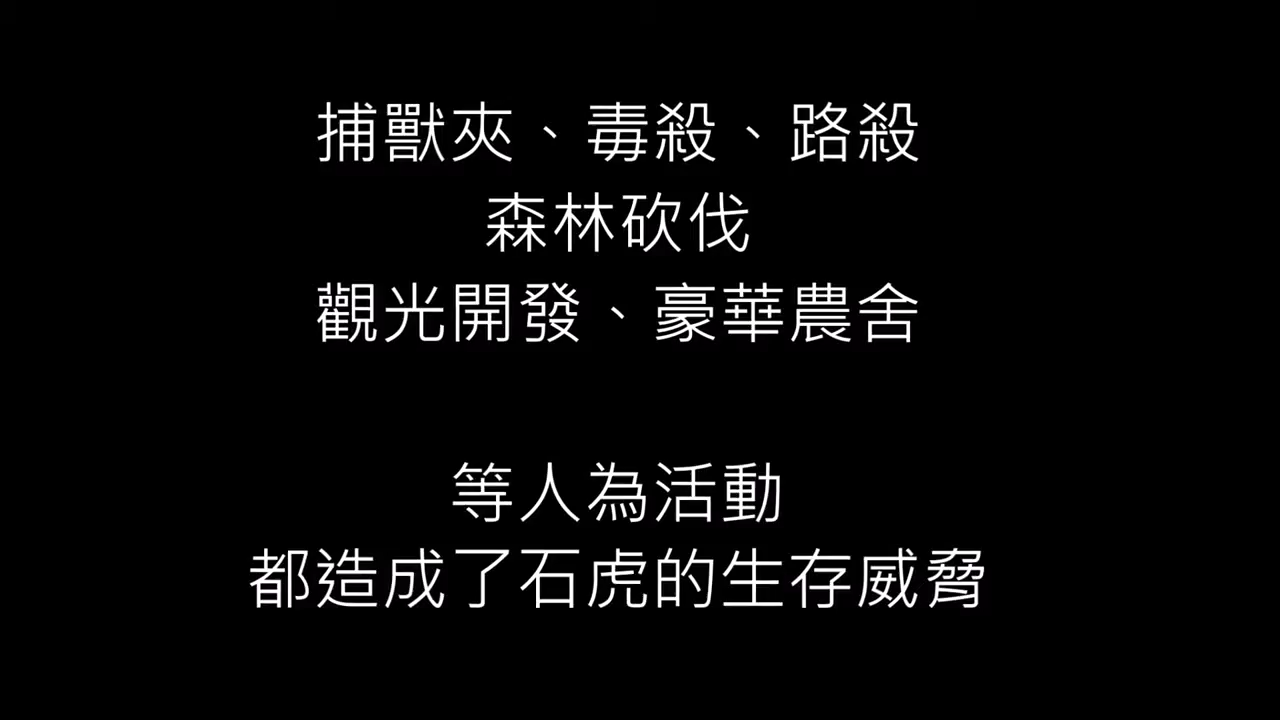 捕獸夾、毒殺、路殺
森林砍伐
觀光開發、豪華農舍
等人為活動
都造成了石虎的生存威脅